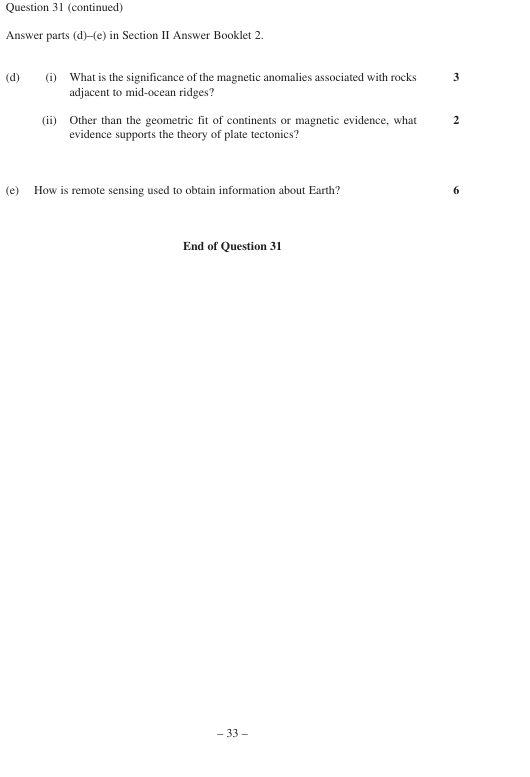 Question 31 (continued)
Answer parts (d)–(e) in Section II Answer Booklet 2.
(d) (i) What is the significance of the magnetic anomalies associated with rocks 3
adjacent to mid-ocean ridges?
(ii) Other than the geometric fit of continents or magnetic evidence, what 2
evidence supports the theory of plate tectonics?
(e) How is remote sensing used to obtain information about Earth? 6
End of Question 31
– 33 –